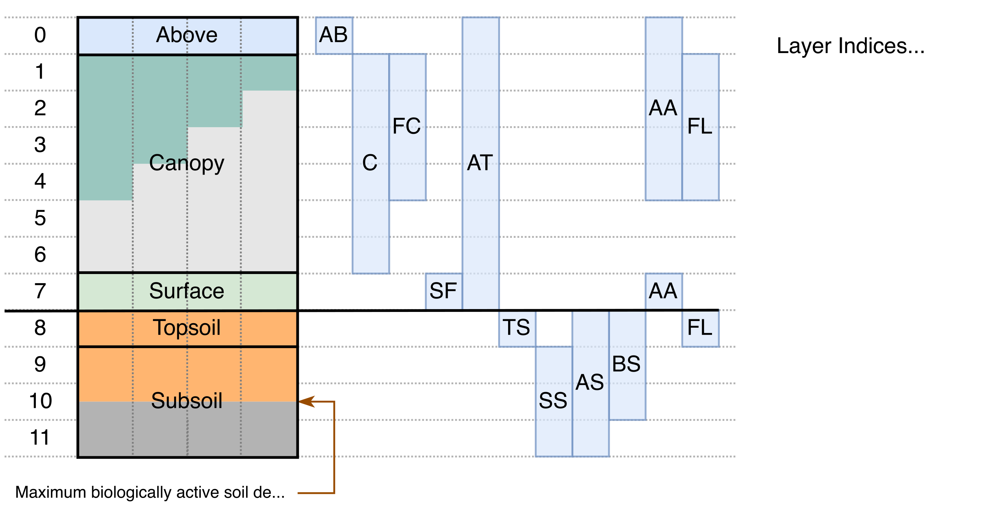 0
Above
AB
Layer Indices...
1
2
AA
FC
FL
3
Canopy
C
AT
4
5
6
7
Surface
SF
AA
8
Topsoil
TS
FL
9
BS
AS
10
Subsoil
SS
11
Maximum biologically active soil de...